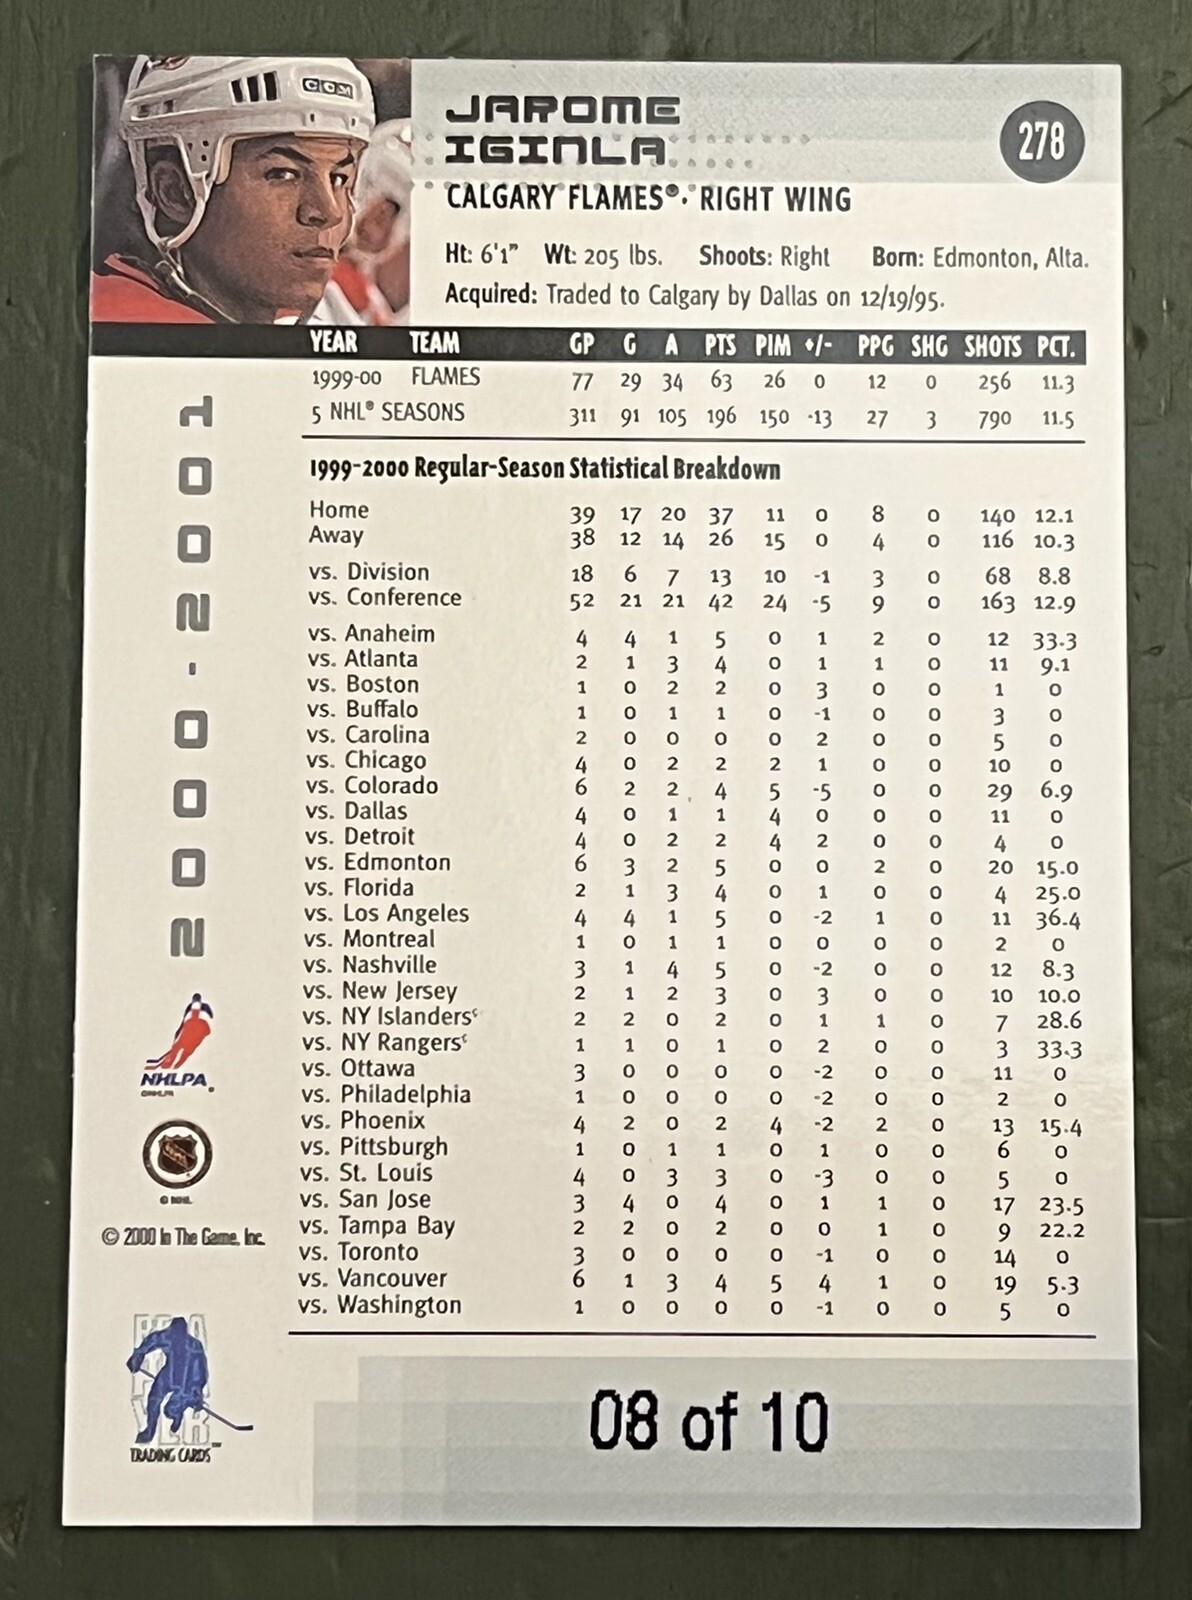 CCM
JAROME
IGINLA
278
CALGARY FLAMES® · RIGHT WING
Ht: 6'1" Wt: 205 lbs. Shoots: Right Born: Edmonton, Alta.
Acquired: Traded to Calgary by Dallas on 12/19/95.
YEAR TEAM GP G A PTS PIM +/- PPG SHG SHOTS PCT.
1999-00 FLAMES 77 29 34 63 26 0 12 0 256 11.3
5 NHL® SEASONS 311 91 105 196 150 -13 27 3 790 11.5
1999-2000 Regular-Season Statistical Breakdown
Home 39 17 20 37 11 0 8 0 140 12.1
Away 38 12 14 26 15 0 4 0 116 10.3
vs. Division 18 6 7 13 10 -1 3 0 68 8.8
vs. Conference 52 21 21 42 24 -5 9 0 163 12.9
vs. Anaheim 4 4 1 5 0 1 2 0 12 33.3
vs. Atlanta 2 1 3 4 0 1 1 0 11 9.1
vs. Boston 1 0 2 2 0 3 0 0 1 0
vs. Buffalo 1 0 1 1 0 -1 0 0 3 0
vs. Carolina 2 0 0 0 0 2 0 0 5 0
vs. Chicago 4 0 2 2 2 1 0 0 10 0
vs. Colorado 6 2 2 4 5 -5 0 0 29 6.9
vs. Dallas 4 0 1 1 4 0 0 0 11 0
vs. Detroit 4 0 2 2 4 2 0 0 4 0
vs. Edmonton 6 3 2 5 0 0 2 0 20 15.0
vs. Florida 2 1 3 4 0 1 0 0 4 25.0
vs. Los Angeles 4 4 1 5 0 -2 1 0 11 36.4
vs. Montreal 1 0 1 1 0 0 0 0 2 0
vs. Nashville 3 1 4 5 0 -2 0 0 12 8.3
vs. New Jersey 2 1 2 3 0 3 0 0 10 10.0
vs. NY Islanders 2 2 0 2 0 1 1 0 7 28.6
vs. NY Rangers 1 1 0 1 0 2 0 0 3 33.3
vs. Ottawa 3 0 0 0 0 -2 0 0 11 0
vs. Philadelphia 1 0 0 0 0 -2 0 0 2 0
vs. Phoenix 4 2 0 2 4 -2 2 0 13 15.4
vs. Pittsburgh 1 0 1 1 0 1 0 0 6 0
vs. St. Louis 4 0 3 3 0 -3 0 0 5 0
vs. San Jose 3 4 0 4 0 1 1 0 17 23.5
vs. Tampa Bay 2 2 0 2 0 0 1 0 9 22.2
vs. Toronto 3 0 0 0 0 -1 0 0 14 0
vs. Vancouver 6 1 3 4 5 4 1 0 19 5.3
vs. Washington 1 0 0 0 0 -1 0 0 5 0
2000-2001
NHLPA
© NHL
© 2000 In The Game, Inc.
BE A
PLAYER
TRADING CARDS™
08 of 10